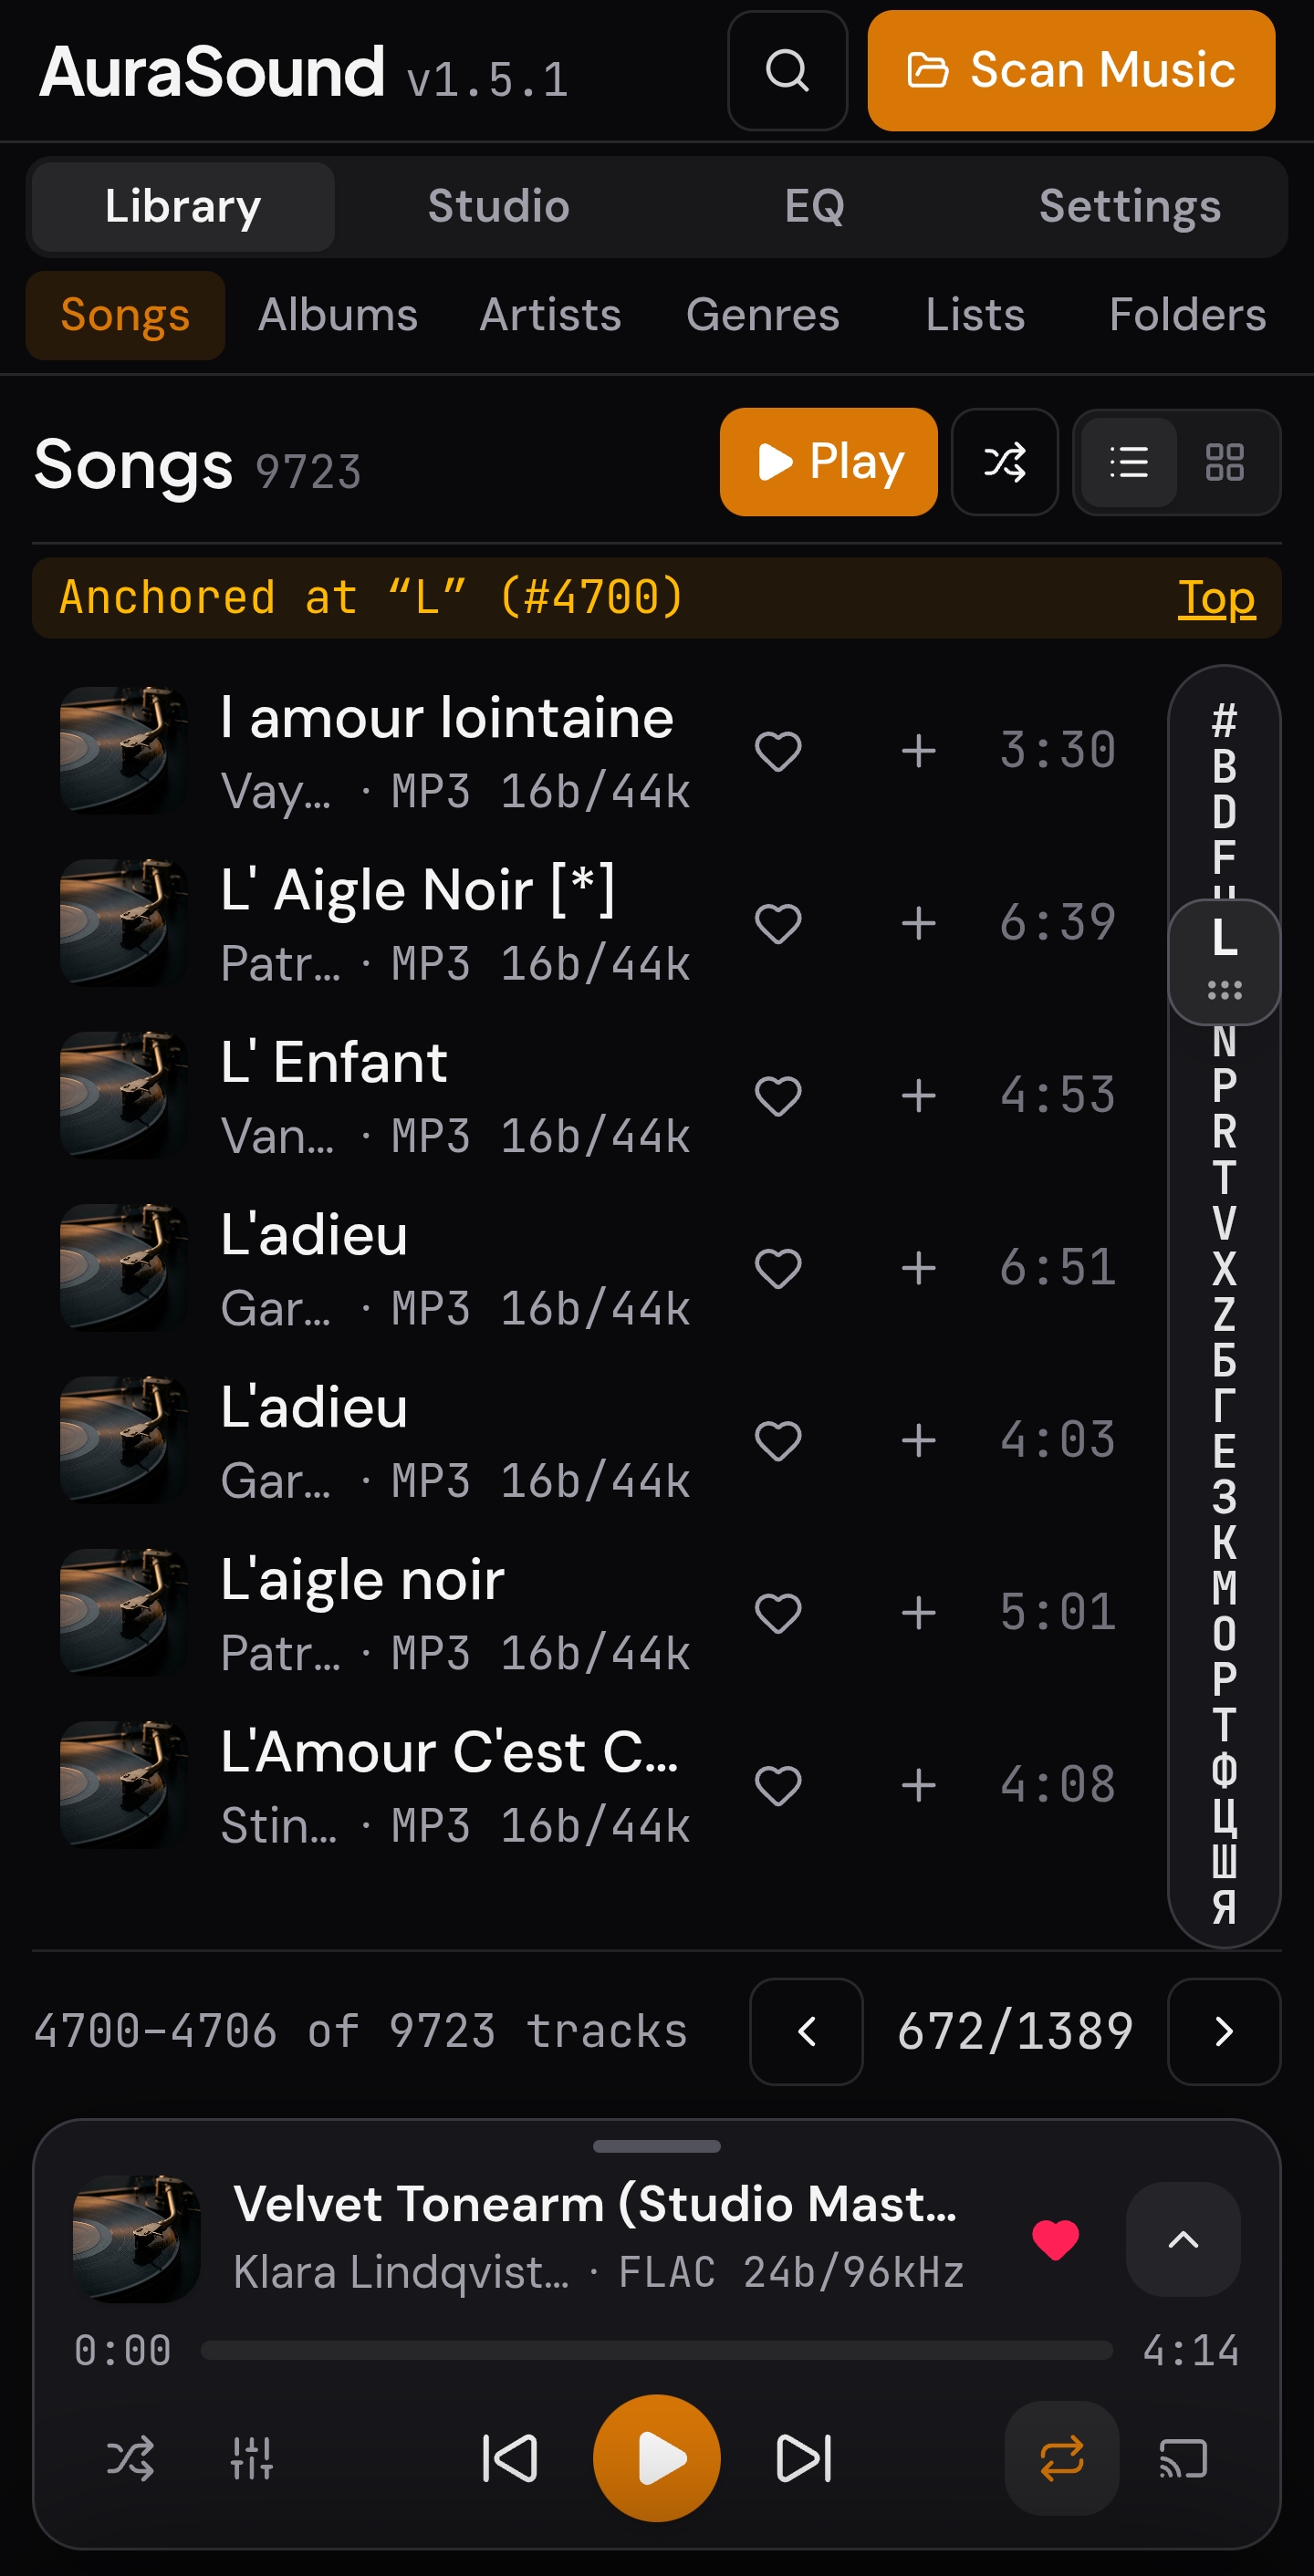 AuraSound v1.5.1
Scan Music
Library Studio EQ Settings
Songs Albums Artists Genres Lists Folders
Songs 9723
Play
Anchored at “L” (#4700) Top
l amour lointaine
Vay... · MP3 16b/44k
3:30
L' Aigle Noir [*]
Patr... · MP3 16b/44k
6:39
L' Enfant
Van... · MP3 16b/44k
4:53
L'adieu
Gar... · MP3 16b/44k
6:51
L'adieu
Gar... · MP3 16b/44k
4:03
L'aigle noir
Patr... · MP3 16b/44k
5:01
L'Amour C'est C...
Stin... · MP3 16b/44k
4:08
#
B
D
F
L
N
P
R
T
V
X
Z
Б
Г
Е
З
К
М
О
Р
Т
Ф
Ц
Ш
Я
4700–4706 of 9723 tracks
672/1389
Velvet Tonearm (Studio Mast...
Klara Lindqvist... · FLAC 24b/96kHz
0:00
4:14